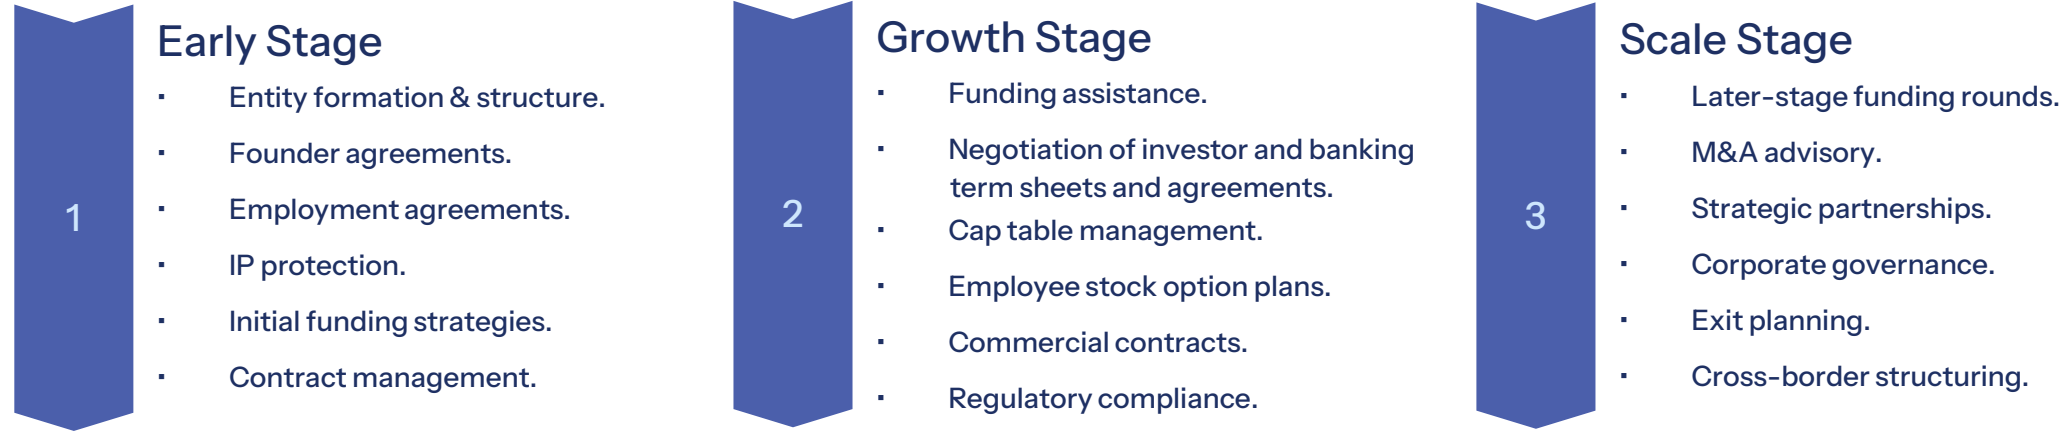 1
Early Stage
▪ Entity formation & structure.
▪ Founder agreements.
▪ Employment agreements.
▪ IP protection.
▪ Initial funding strategies.
▪ Contract management.
2
Growth Stage
▪ Funding assistance.
▪ Negotiation of investor and banking
term sheets and agreements.
▪ Cap table management.
▪ Employee stock option plans.
▪ Commercial contracts.
▪ Regulatory compliance.
3
Scale Stage
▪ Later-stage funding rounds.
▪ M&A advisory.
▪ Strategic partnerships.
▪ Corporate governance.
▪ Exit planning.
▪ Cross-border structuring.